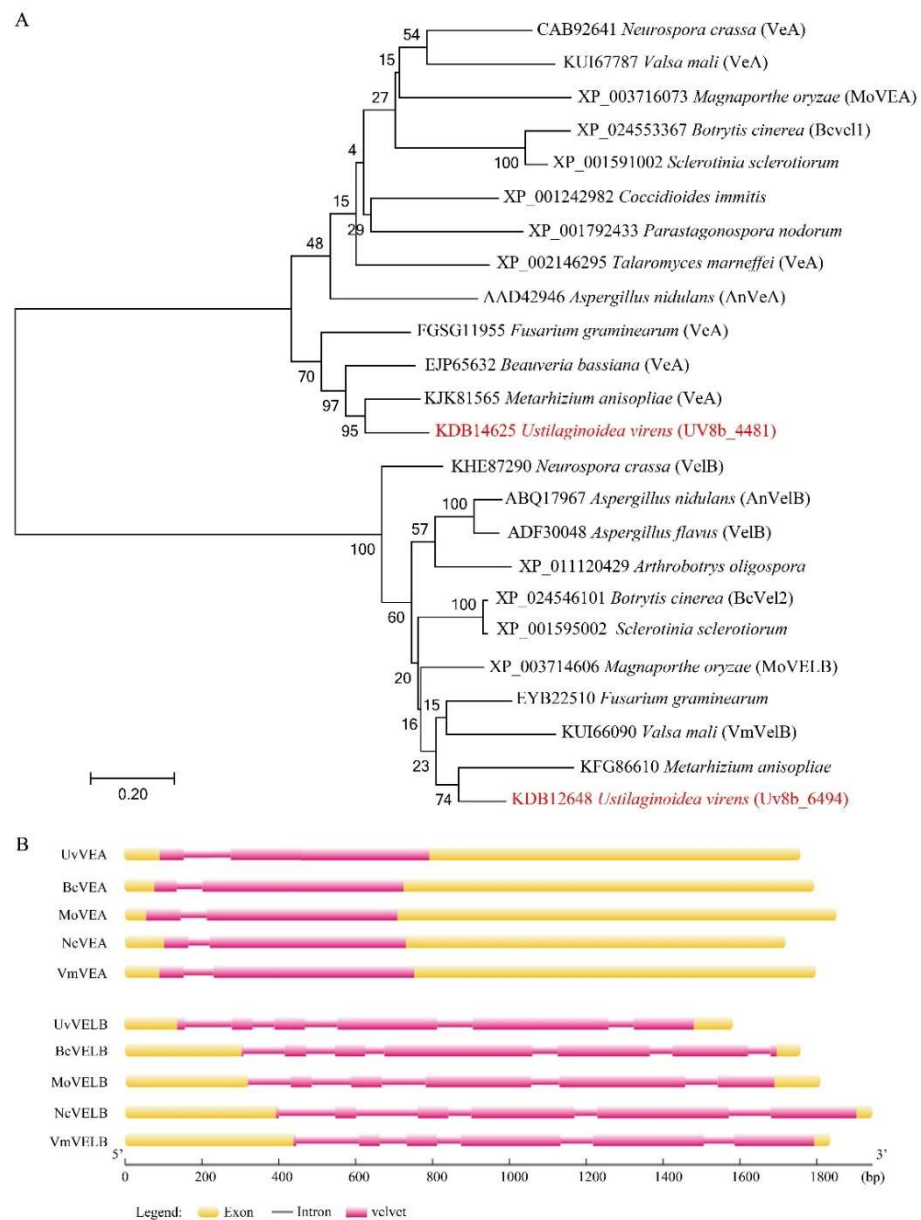 A
CAB92641 Neurospora crassa (VeA)
54
15
KUI67787 Valsa mali (VeA)
27
XP_003716073 Magnaporthe oryzae (MoVEA)
XP_024553367 Botrytis cinerea (Bcvel1)
4
100
XP_001591002 Sclerotinia sclerotiorum
XP_001242982 Coccidioides immitis
15
29
XP_001792433 Parastagonospora nodorum
48
XP_002146295 Talaromyces marneffei (VeA)
AAD42946 Aspergillus nidulans (AnVeA)
FGSG11955 Fusarium graminearum (VeA)
70
EJP65632 Beauveria bassiana (VeA)
97
KJK81565 Metarhizium anisopliae (VeA)
95
KDB14625 Ustilaginoidea virens (UV8b_4481)
KHE87290 Neurospora crassa (VelB)
100
ABQ17967 Aspergillus nidulans (AnVelB)
57
ADF30048 Aspergillus flavus (VelB)
100
XP_011120429 Arthrobotrys oligospora
100
XP_024546101 Botrytis cinerea (BcVel2)
60
XP_001595002 Sclerotinia sclerotiorum
20
XP_003714606 Magnaporthe oryzae (MoVELB)
15
EYB22510 Fusarium graminearum
16
KUI66090 Valsa mali (VmVelB)
23
KFG86610 Metarhizium anisopliae
0.20
74
KDB12648 Ustilaginoidea virens (Uv8b_6494)
B
UvVEA
BcVEA
MoVEA
NcVEA
VmVEA
UvVELB
BcVELB
MoVELB
NcVELB
VmVELB
5' 3'
0 200 400 600 800 1000 1200 1400 1600 1800 (bp)
Legend: Exon Intron velvet